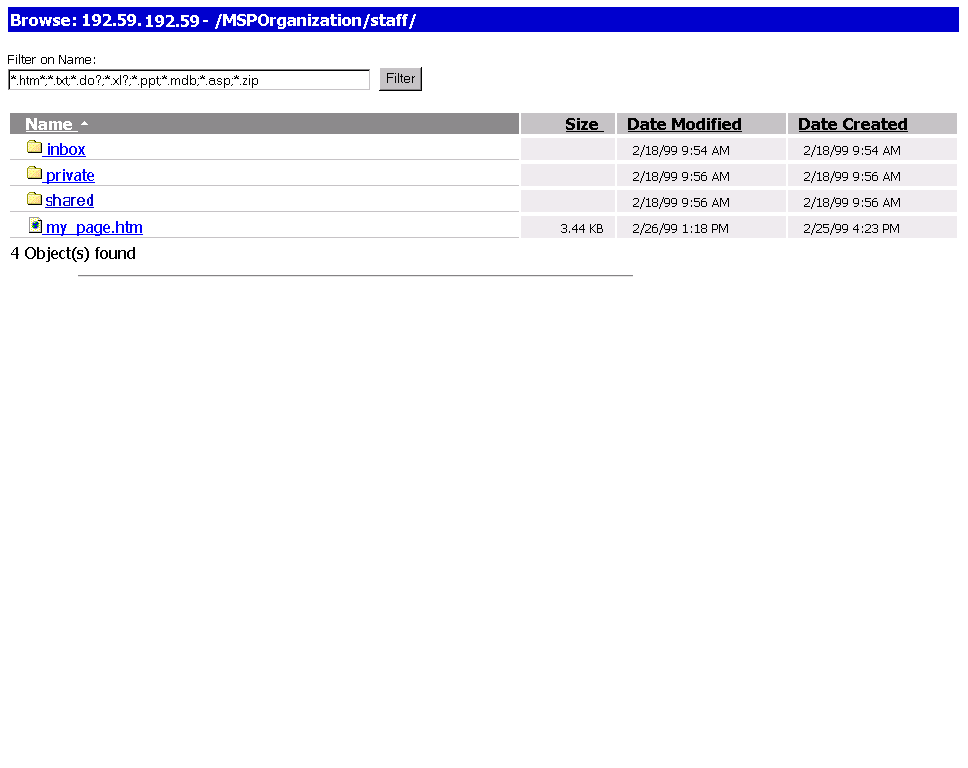 Browse: 192.59.192.59 - /MSPOrganization/staff/
Filter on Name:
*.htm*;*.txt;*.do?;*.xl?;*.ppt;*.mdb;*.asp;*.zip Filter
Name Size Date Modified Date Created
inbox 2/18/99 9:54 AM 2/18/99 9:54 AM
private 2/18/99 9:56 AM 2/18/99 9:56 AM
shared 2/18/99 9:56 AM 2/18/99 9:56 AM
my_page.htm 3.44 KB 2/26/99 1:18 PM 2/25/99 4:23 PM
4 Object(s) found